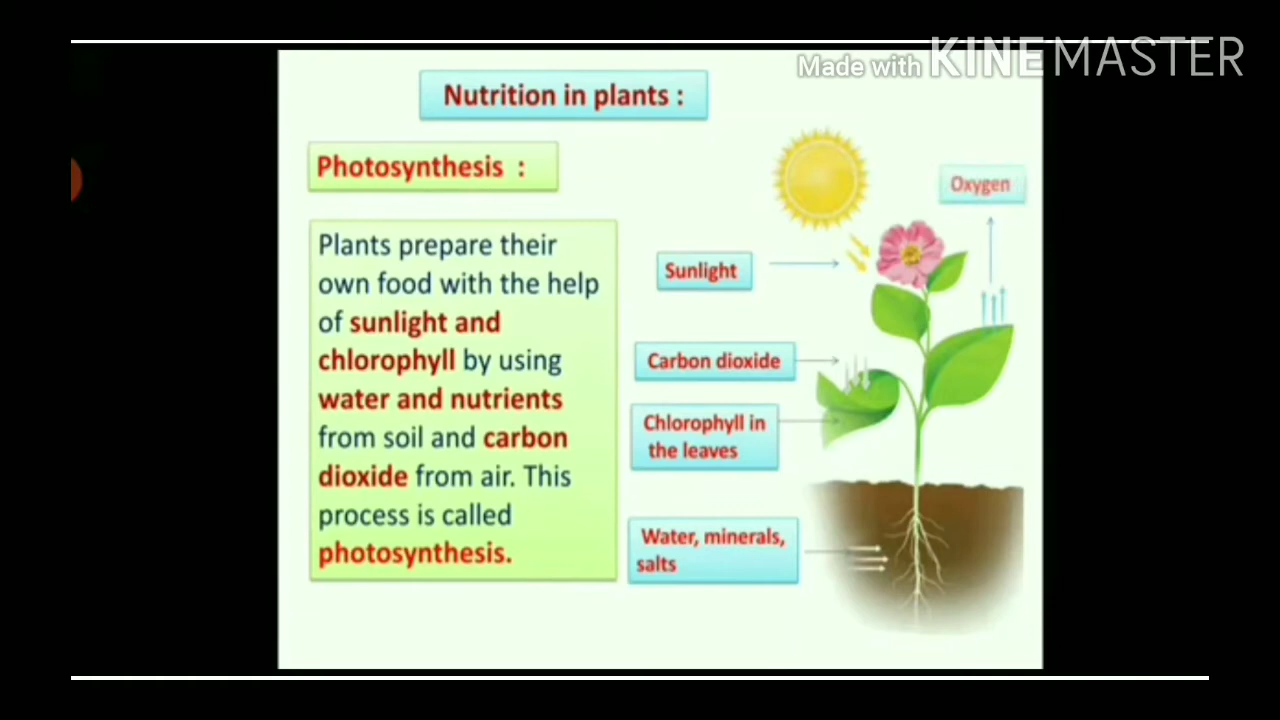 Made with KINEMASTER
Nutrition in plants :
Photosynthesis :
Oxygen
Plants prepare their
own food with the help
of sunlight and
chlorophyll by using
water and nutrients
from soil and carbon
dioxide from air. This
process is called
photosynthesis.
Sunlight
Carbon dioxide
Chlorophyll in
the leaves
Water, minerals,
salts